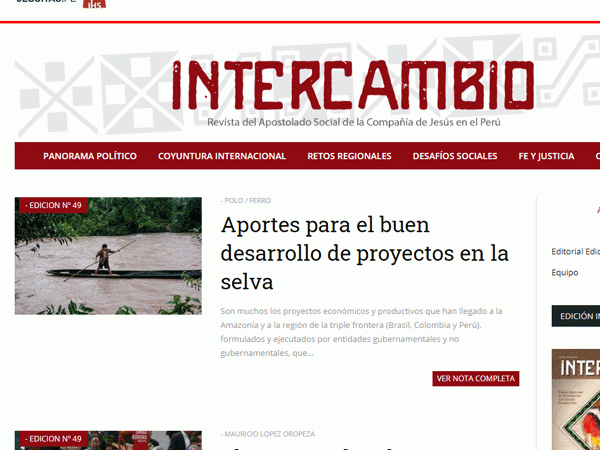 IHS
INTERCAMBIO
Revista del Apostolado Social de la Compañía de Jesús en el Perú
PANORAMA POLÍTICO
COYUNTURA INTERNACIONAL
RETOS REGIONALES
DESAFÍOS SOCIALES
FE Y JUSTICIA
- EDICION Nº 49
- POLO / FERRO
Aportes para el buen
desarrollo de proyectos en la
selva
Son muchos los proyectos económicos y productivos que han llegado a la
Amazonía y a la región de la triple frontera (Brasil, Colombia y Perú),
formulados y ejecutados por entidades gubernamentales y no
gubernamentales, que...
VER NOTA COMPLETA
Editorial Edic
Equipo
EDICIÓN IM
INTER
- EDICION Nº 49
- MAURICIO LOPEZ OROPEZA